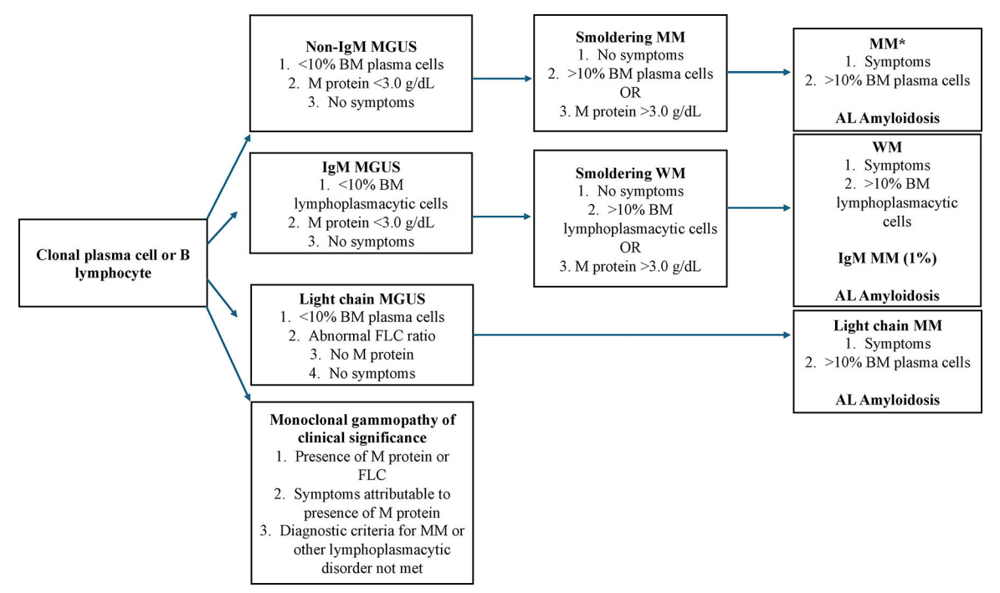 Non-IgM MGUS
1. <10% BM plasma cells
2. M protein <3.0 g/dL
3. No symptoms
Smoldering MM
1. No symptoms
2. >10% BM plasma cells
OR
3. M protein >3.0 g/dL
MM*
1. Symptoms
2. >10% BM plasma cells
AL Amyloidosis
IgM MGUS
1. <10% BM
lymphoplasmacytic cells
2. M protein <3.0 g/dL
3. No symptoms
Smoldering WM
1. No symptoms
2. >10% BM
lymphoplasmacytic cells
OR
3. M protein >3.0 g/dL
WM
1. Symptoms
2. >10% BM
lymphoplasmacytic
cells
IgM MM (1%)
AL Amyloidosis
Clonal plasma cell or B
lymphocyte
Light chain MGUS
1. <10% BM plasma cells
2. Abnormal FLC ratio
3. No M protein
4. No symptoms
Light chain MM
1. Symptoms
2. >10% BM plasma cells
AL Amyloidosis
Monoclonal gammopathy of
clinical significance
1. Presence of M protein or
FLC
2. Symptoms attributable to
presence of M protein
3. Diagnostic criteria for MM or
other lymphoplasmacytic
disorder not met